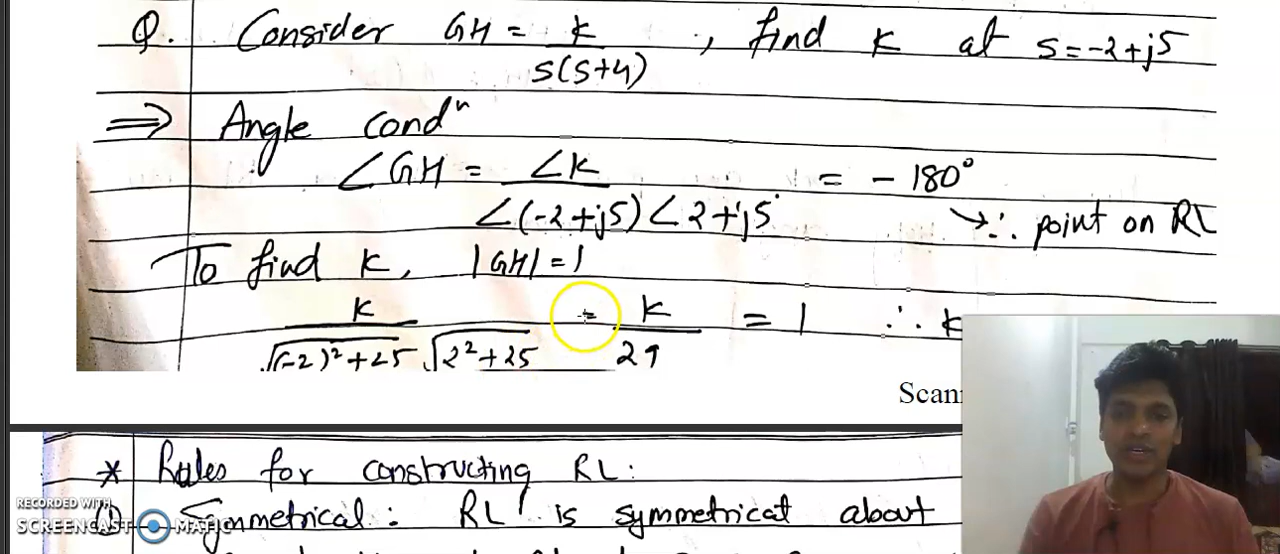 Q. Consider GH = K / s(s+4) , find K at s=-2+j5
⇒ Angle condⁿ
∠GH = ∠K / ∠(-2+j5) ∠2+j5 = - 180°
↘∴ point on RL
To find K, |GH| = 1
K / √(-2)²+25 √2²+25 = K / 29 = 1 ∴ K
Scan
* Rules for constructing RL:
1) Symmetrical: RL is symmetricat about
RECORDED WITH
SCREENCAST MATIC